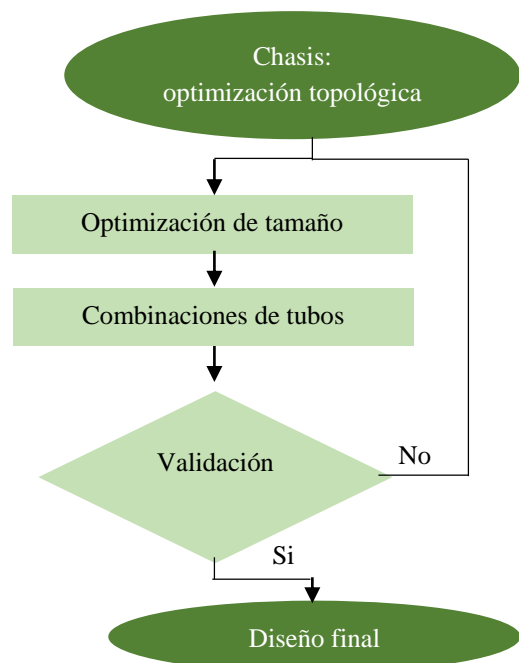 Chasis:
optimización topológica
Optimización de tamaño
Combinaciones de tubos
Validación
No
Si
Diseño final